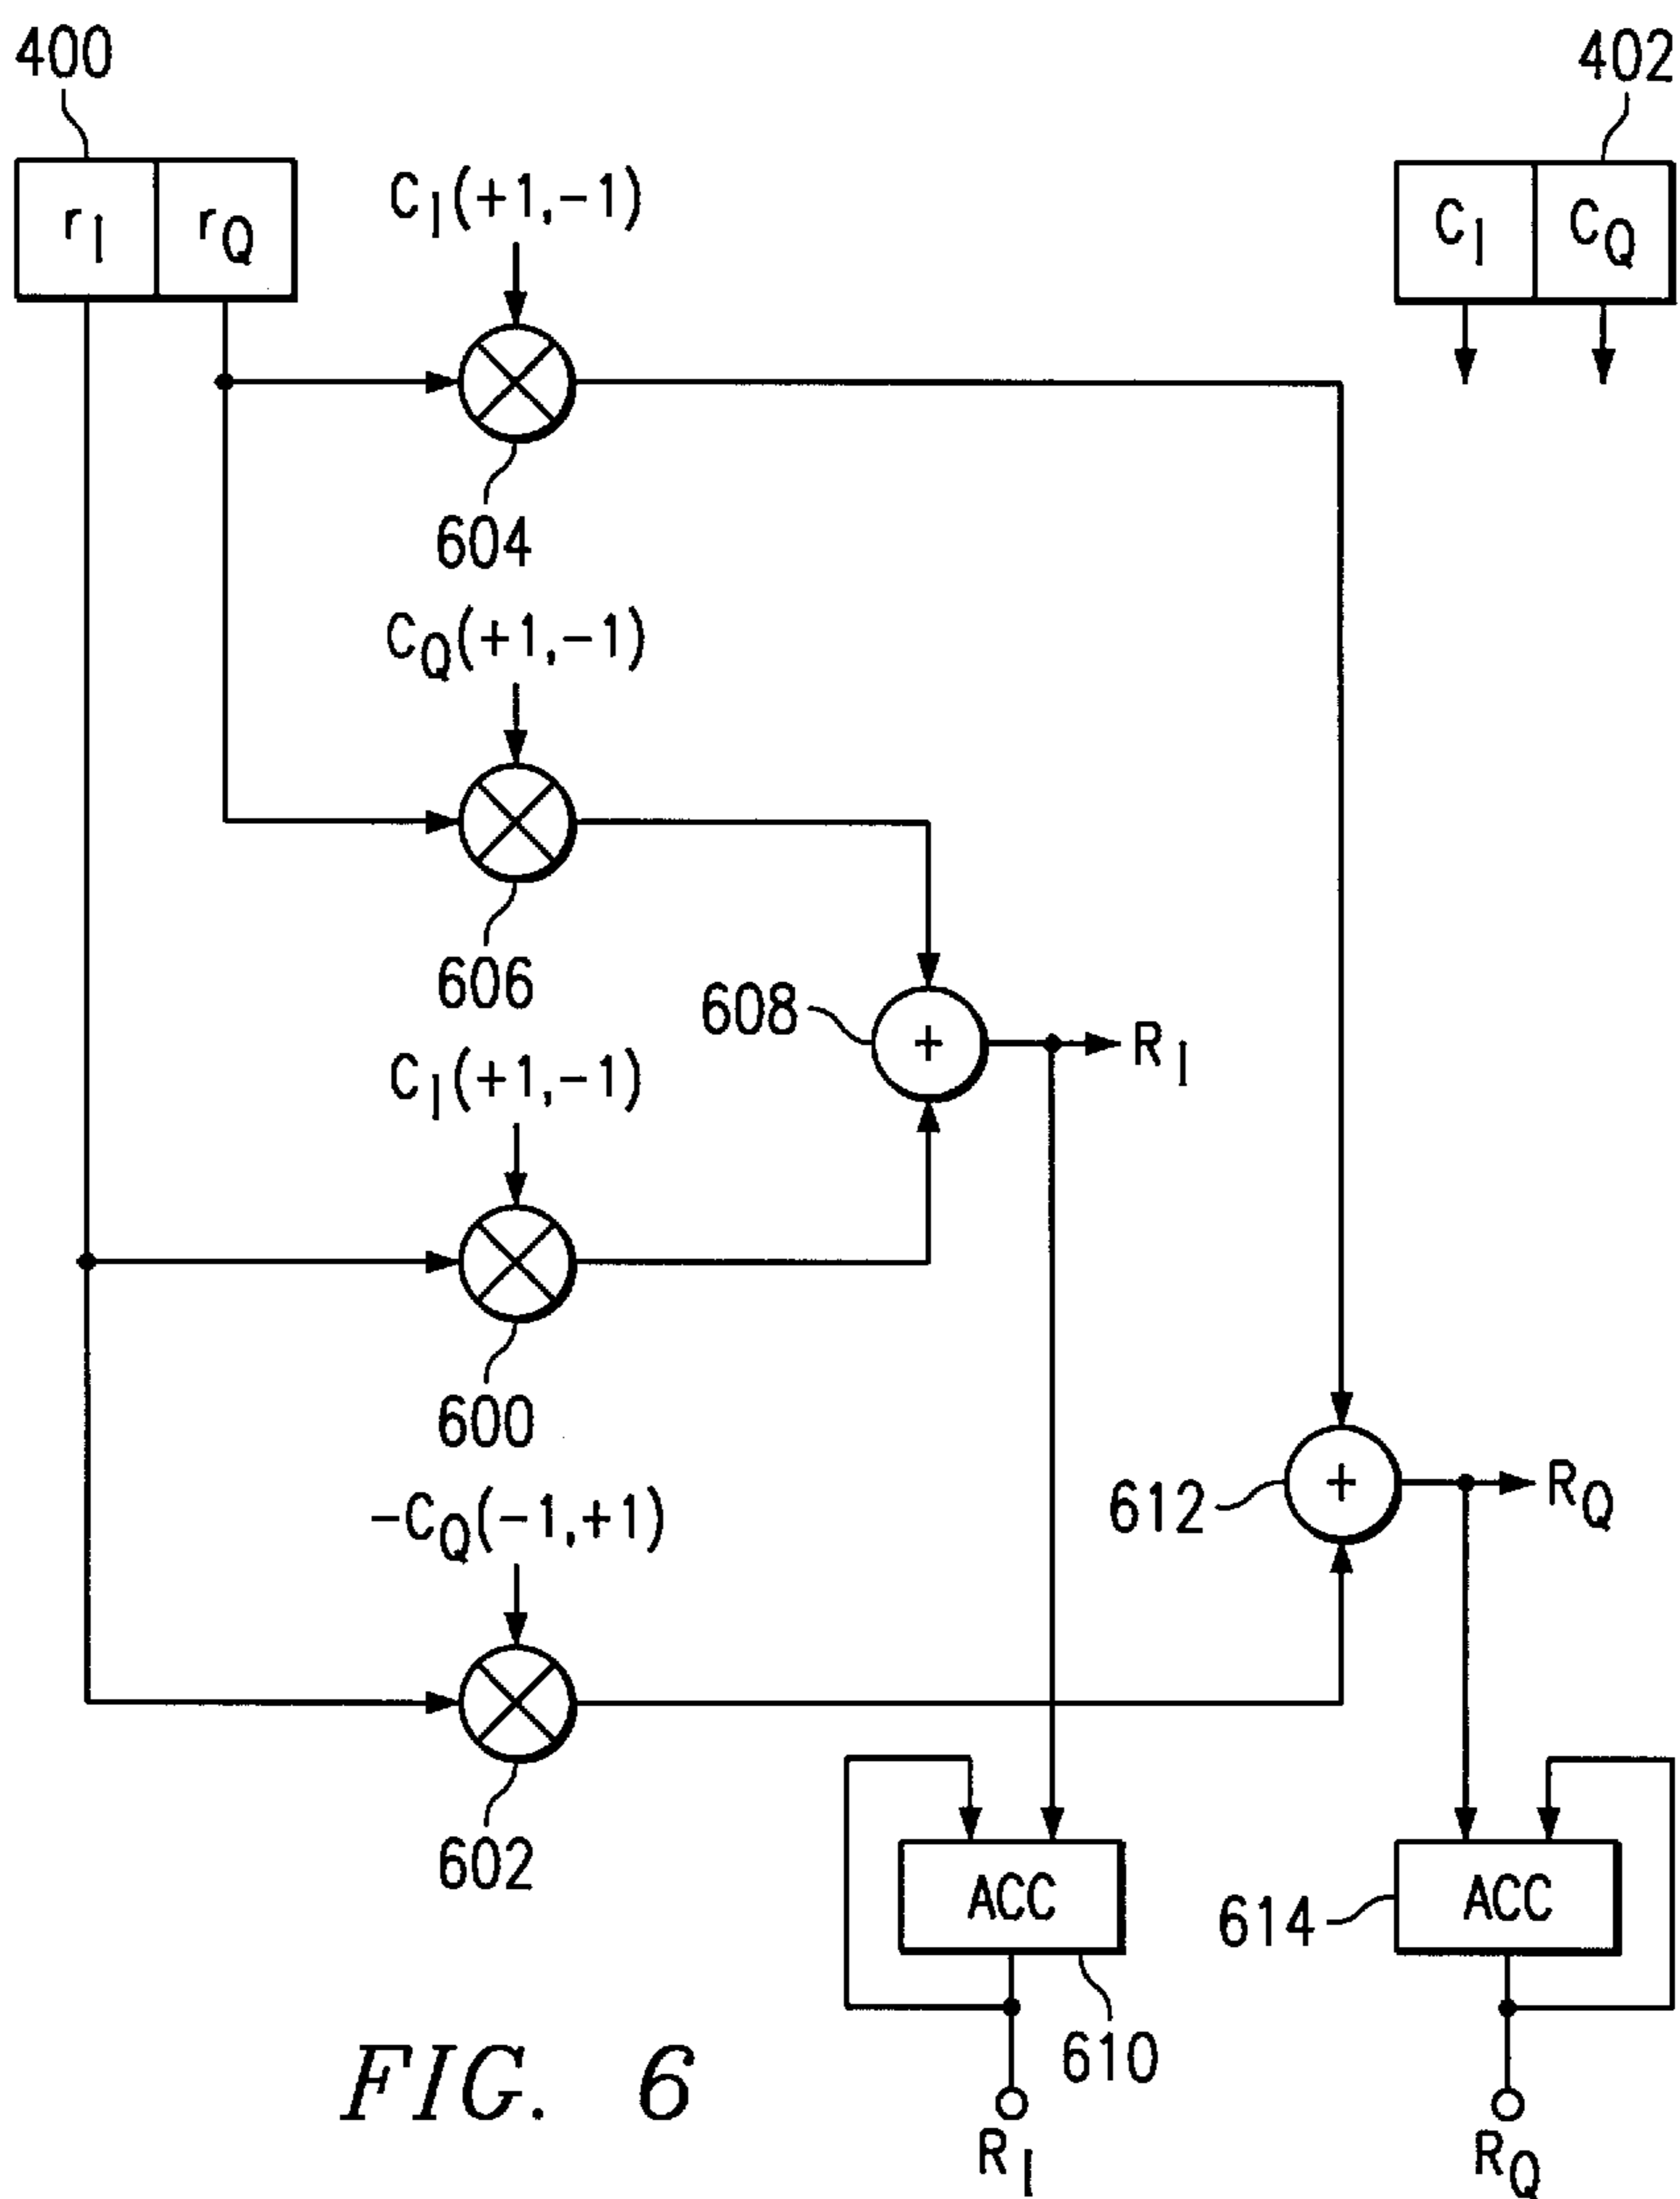 400
402
r_I r_Q
C_I(+1,-1)
C_I C_Q
604
C_Q(+1,-1)
606
608
+
R_I
C_I(+1,-1)
600
612
+
R_Q
-C_Q(-1,+1)
602
ACC
614
ACC
610
FIG. 6
R_I
R_Q